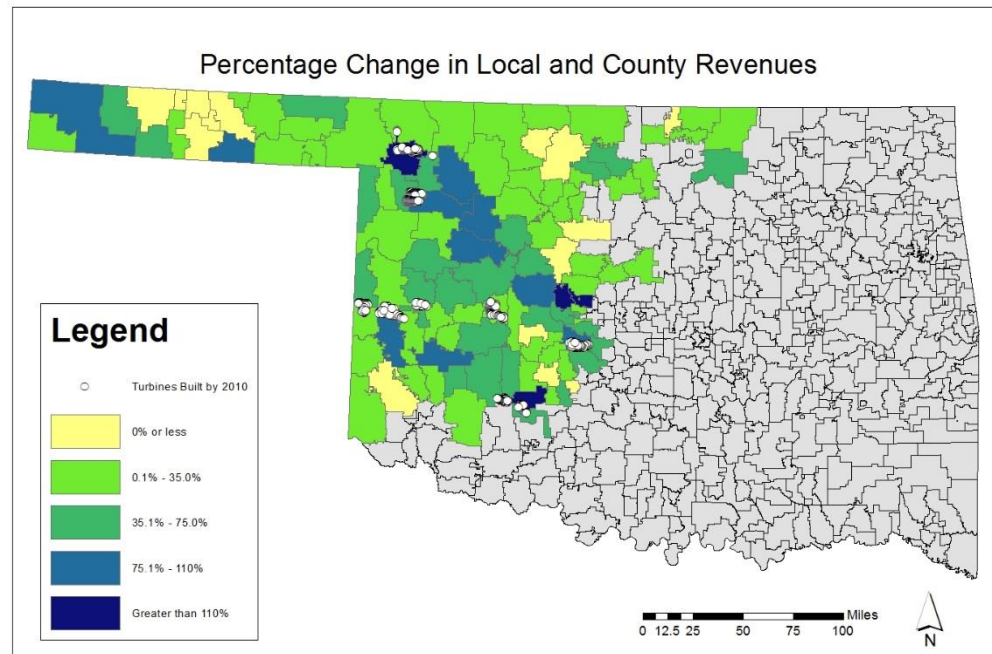 Percentage Change in Local and County Revenues
Legend
Turbines Built by 2010
0% or less
0.1% - 35.0%
35.1% - 75.0%
75.1% - 110%
Greater than 110%
Miles
0 12.5 25 50 75 100
N